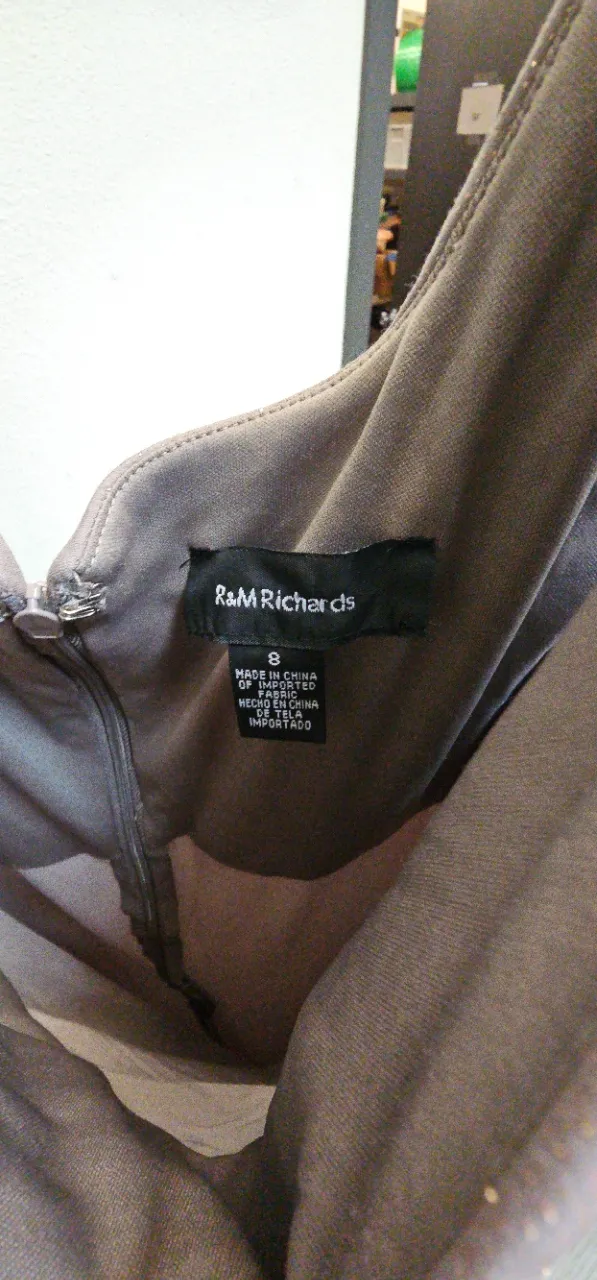 R&M Richards
8
MADE IN CHINA
OF IMPORTED
FABRIC
HECHO EN CHINA
DE TELA
IMPORTADO